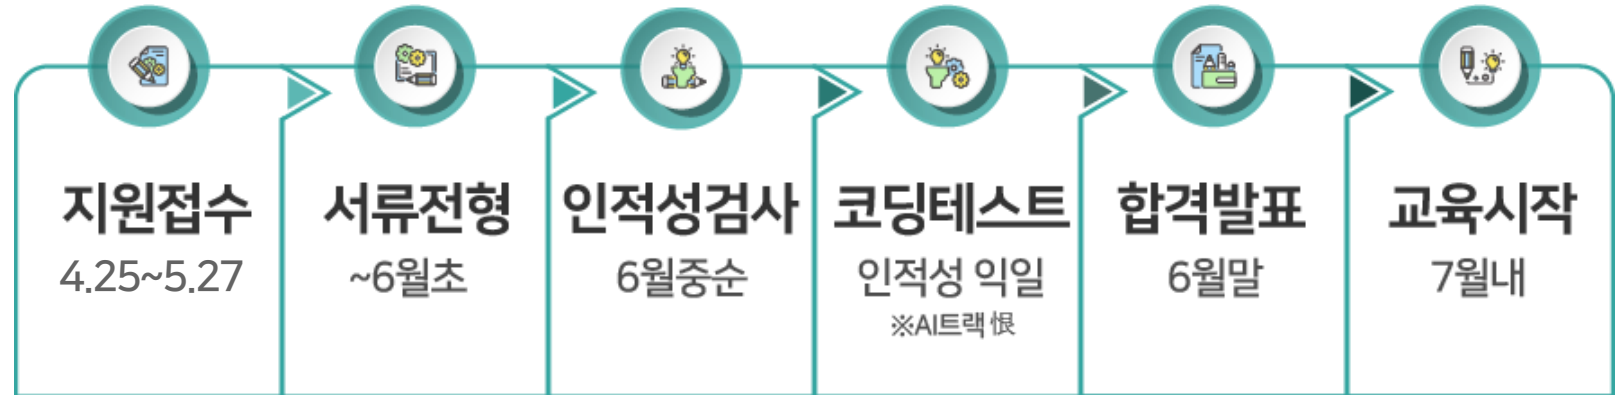 지원접수
4.25~5.27
서류전형
~6월초
인적성검사
6월중순
코딩테스트
인적성 익일
※AI트랙 恨
합격발표
6월말
교육시작
7월내